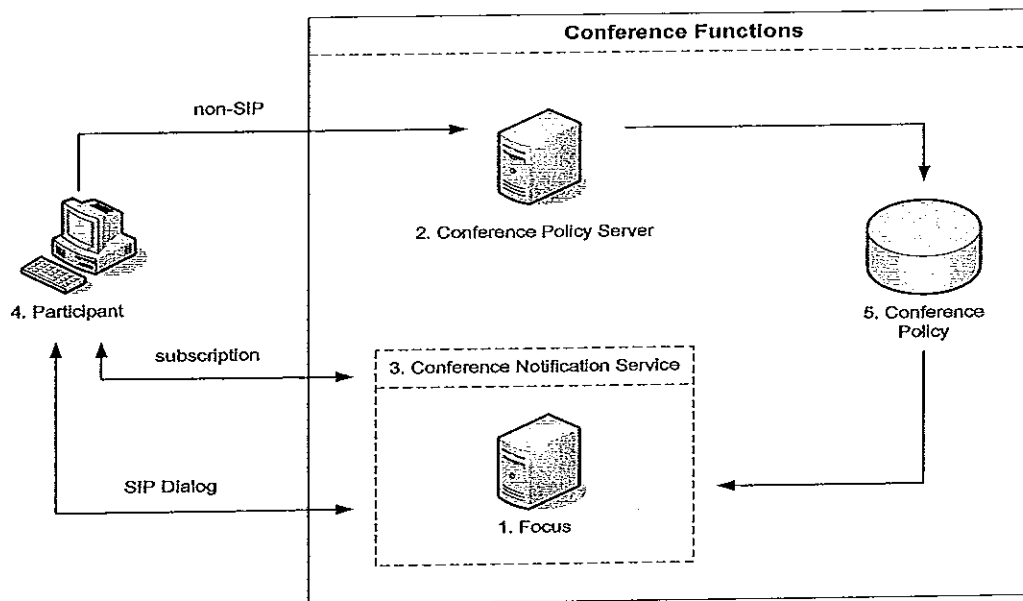 Conference Functions
non-SIP
2. Conference Policy Server
4. Participant
5. Conference
Policy
subscription
3. Conference Notification Service
SIP Dialog
1. Focus